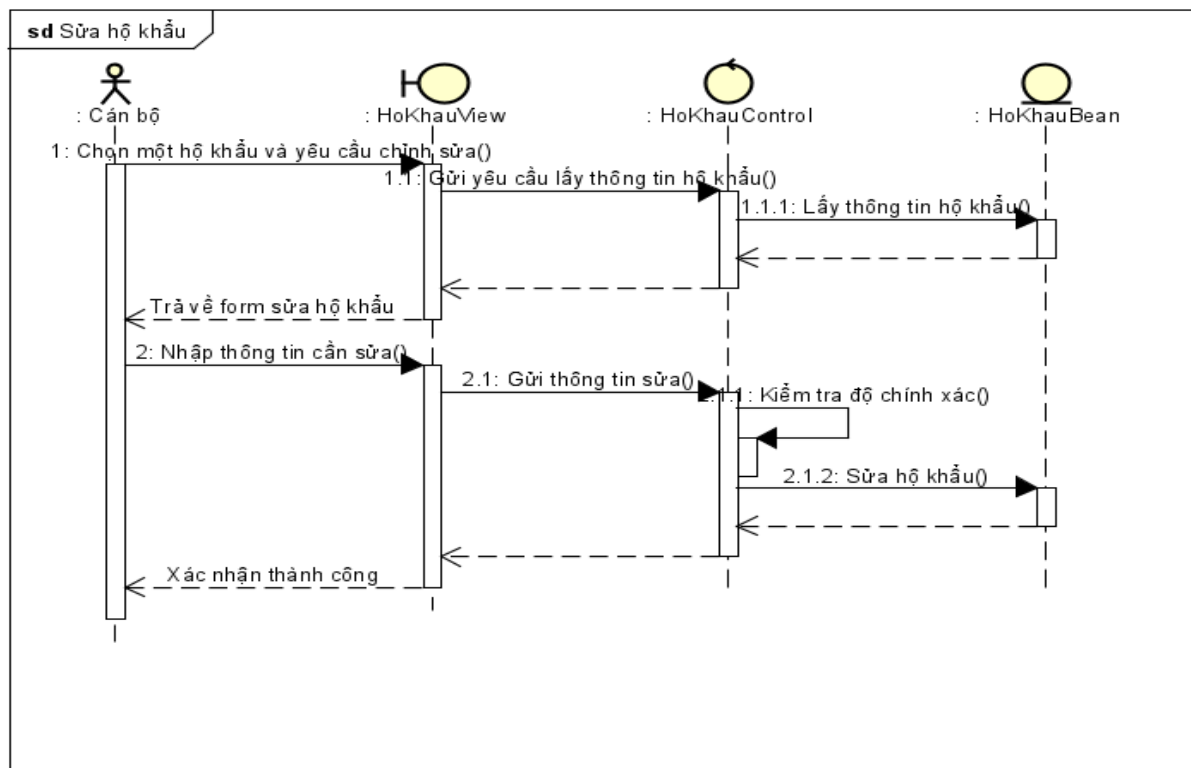 sd Sửa hộ khẩu
: Cán bộ
: HoKhauView
: HoKhauControl
: HoKhauBean
1: Chọn một hộ khẩu và yêu cầu chỉnh sửa()
1.1: Gửi yêu cầu lấy thông tin hộ khẩu()
1.1.1: Lấy thông tin hộ khẩu()
Trả về form sửa hộ khẩu
2: Nhập thông tin cần sửa()
2.1: Gửi thông tin sửa()
2.1.1: Kiểm tra độ chính xác()
2.1.2: Sửa hộ khẩu()
Xác nhận thành công